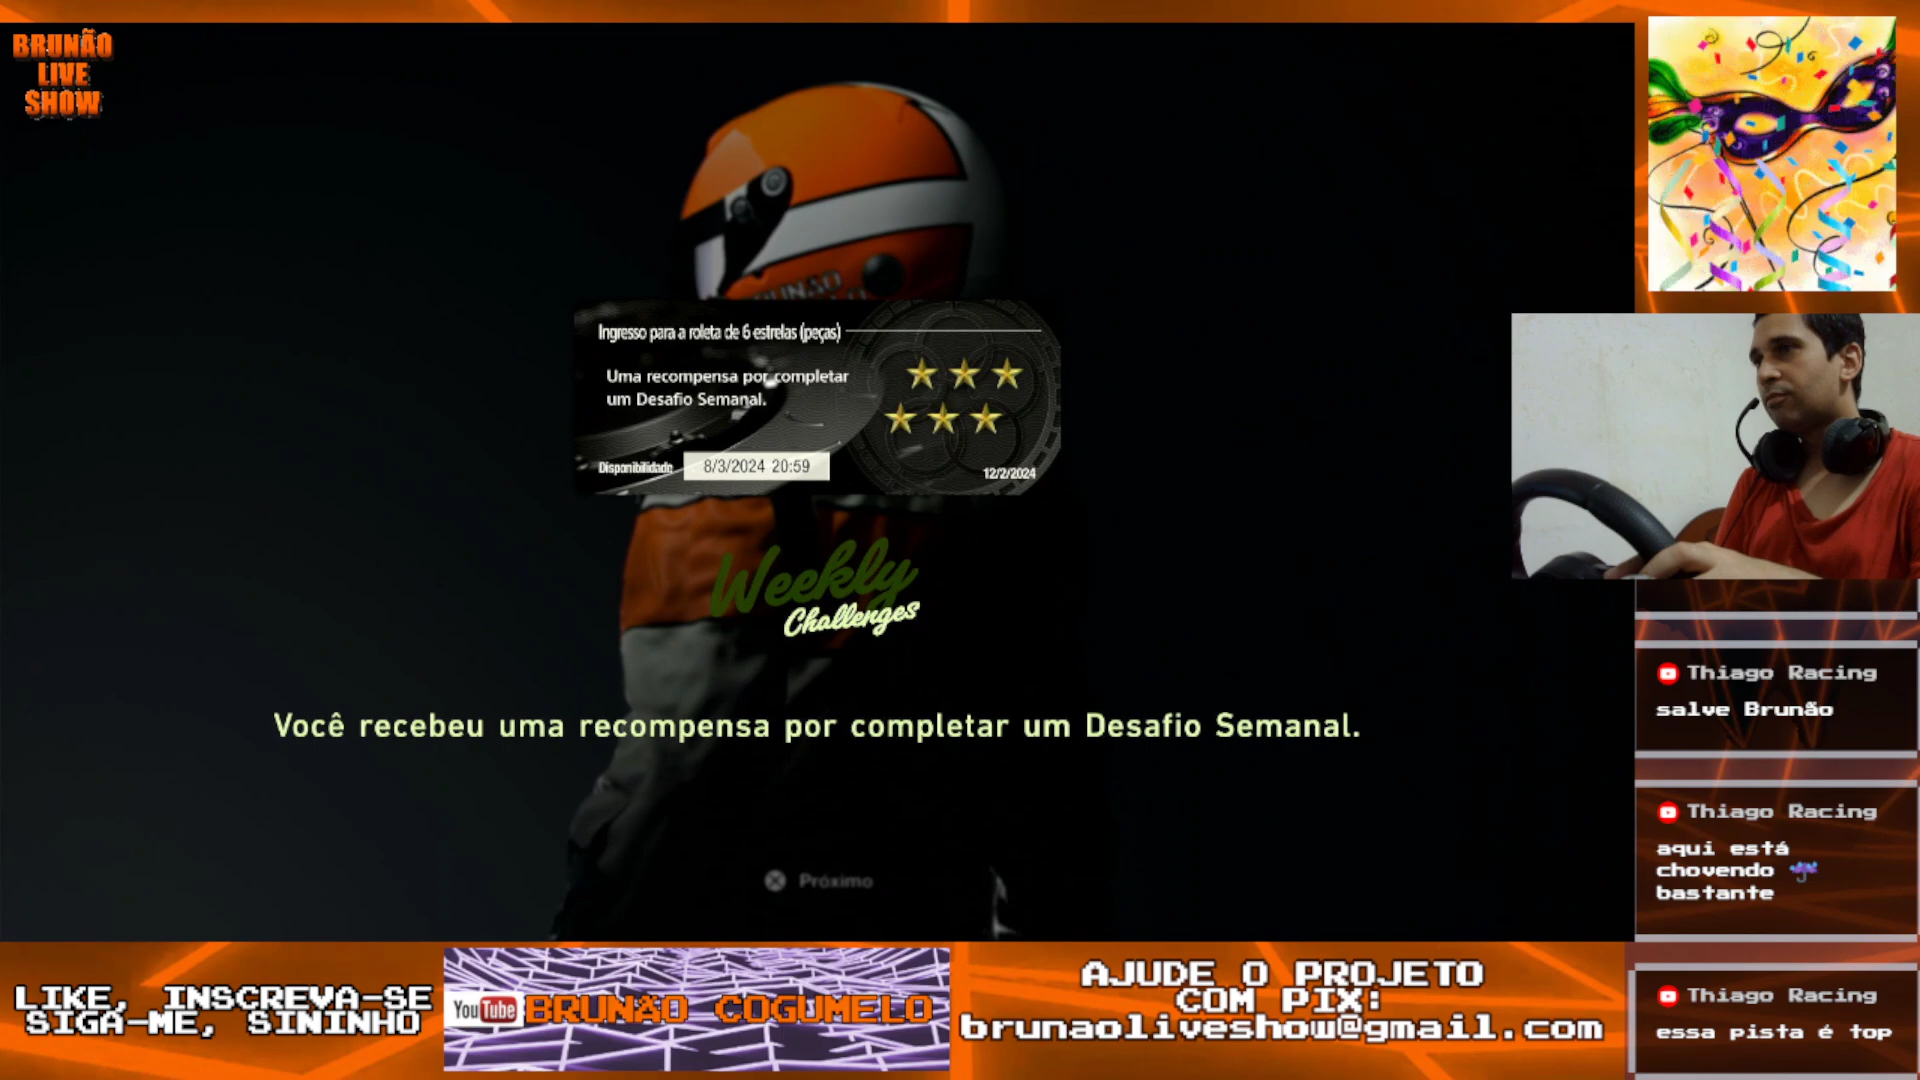 BRUNÃO
LIVE
SHOW
Ingresso para a roleta de 6 estrelas (peças)
Uma recompensa por completar
um Desafio Semanal.
Disponibilidade 8/3/2024 20:59
12/2/2024
Weekly
Challenges
Você recebeu uma recompensa por completar um Desafio Semanal.
Próximo
Thiago Racing
salve Brunão
Thiago Racing
aqui está
chovendo
bastante
Thiago Racing
essa pista é top
LIKE, INSCREVA-SE
SIGA-ME, SININHO
YouTube BRUNÃO COGUMELO
AJUDE O PROJETO
COM PIX:
brunaoliveshow@gmail.com